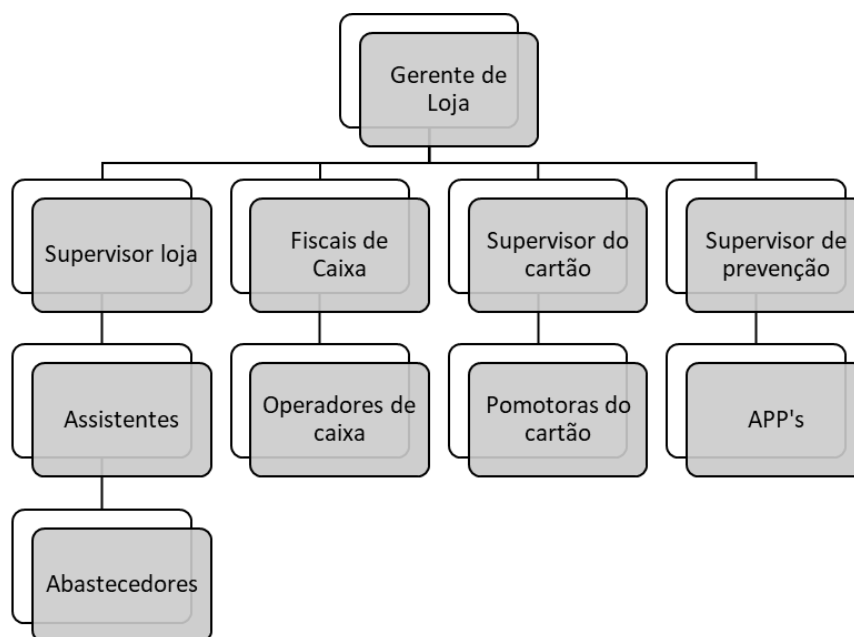 Gerente de
Loja
Supervisor loja
Fiscais de
Caixa
Supervisor do
cartão
Supervisor de
prevenção
Assistentes
Operadores de
caixa
Pomotoras do
cartão
APP's
Abastecedores